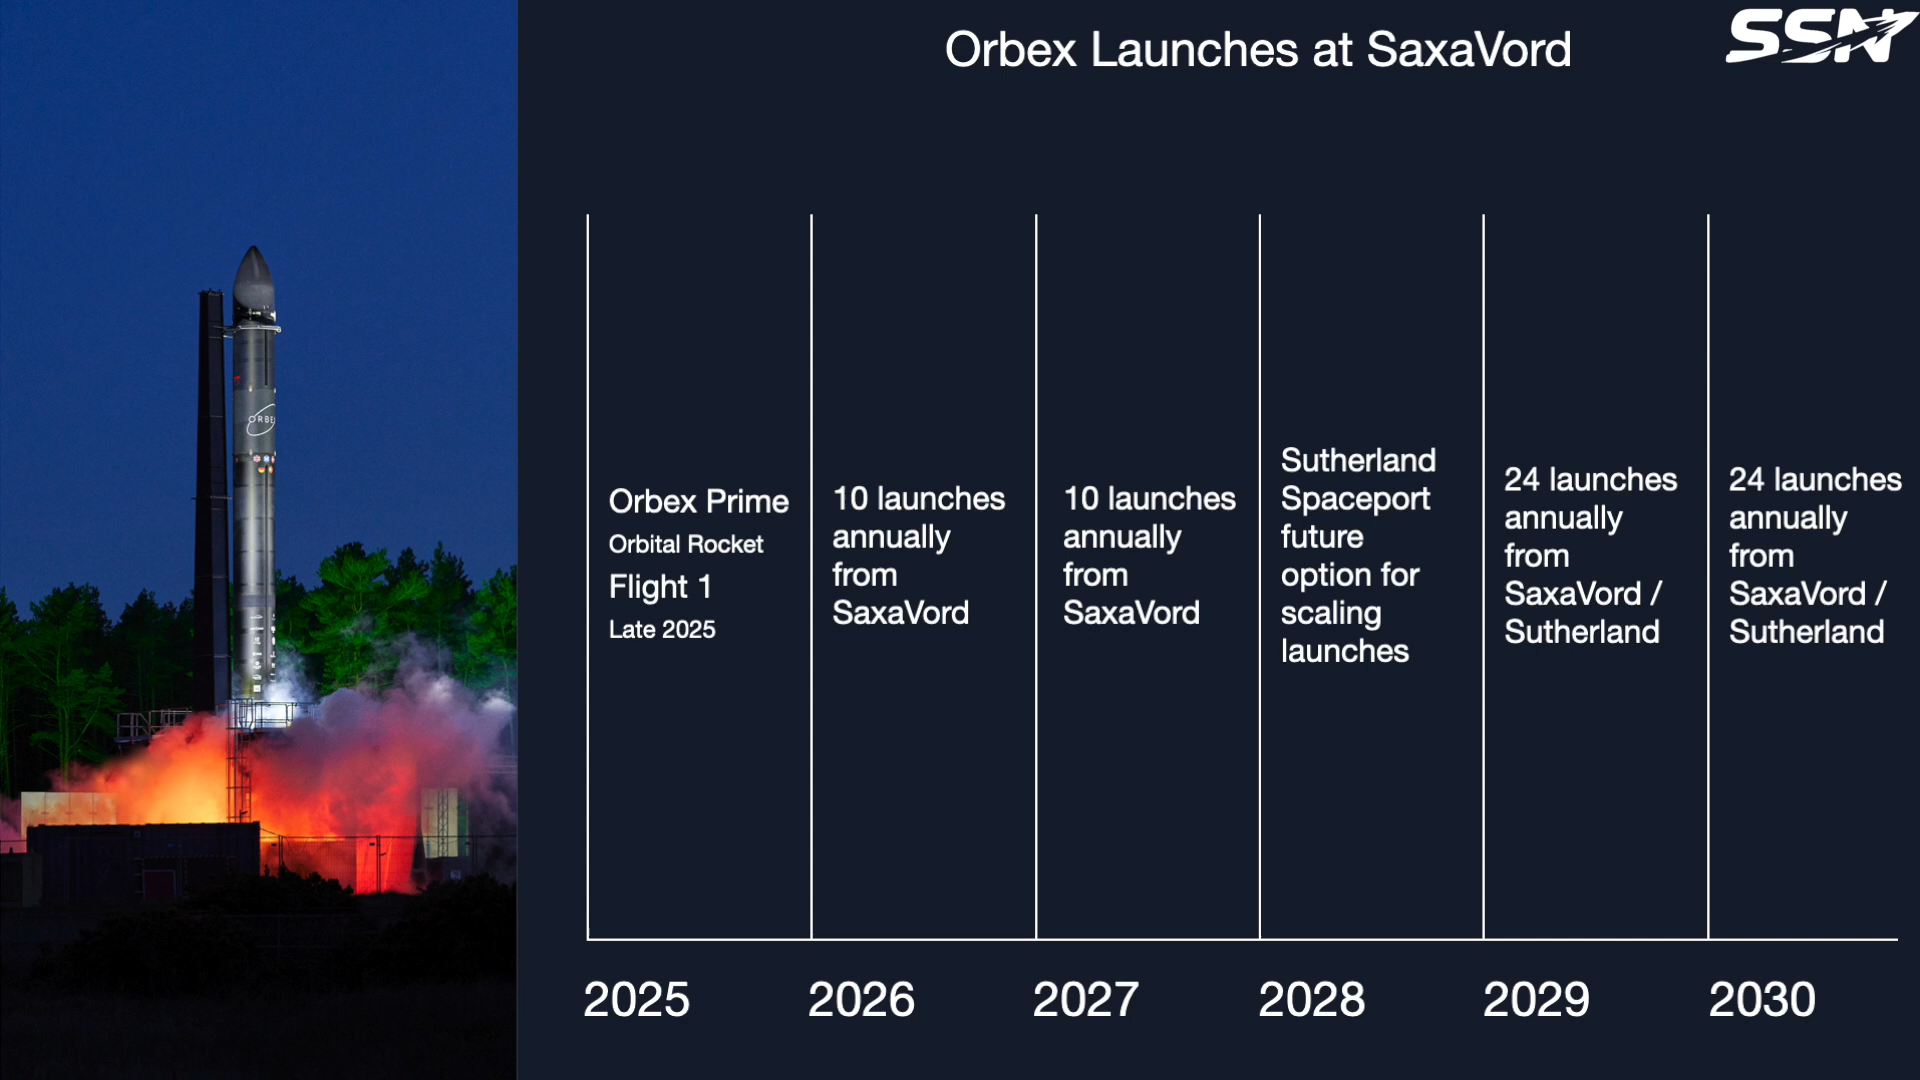 Orbex Launches at SaxaVord
SSN
ORBE
Orbex Prime
Orbital Rocket
Flight 1
Late 2025
10 launches
annually
from
SaxaVord
10 launches
annually
from
SaxaVord
Sutherland
Spaceport
future
option for
scaling
launches
24 launches
annually
from
SaxaVord /
Sutherland
24 launches
annually
from
SaxaVord /
Sutherland
2025
2026
2027
2028
2029
2030